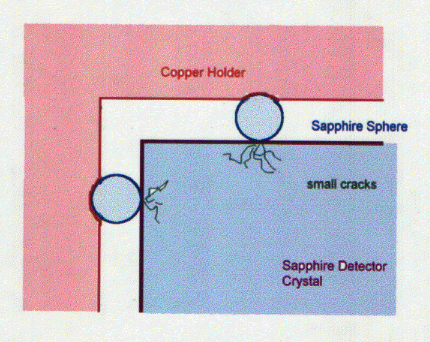 Copper Holder
Sapphire Sphere
small cracks
Sapphire Detector
Crystal